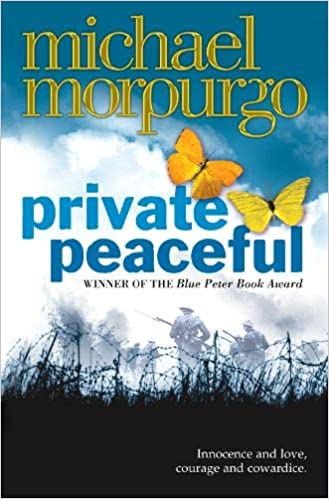 michael
morpurgo
private
peaceful
WINNER OF THE Blue Peter Book Award
Innocence and love,
courage and cowardice.